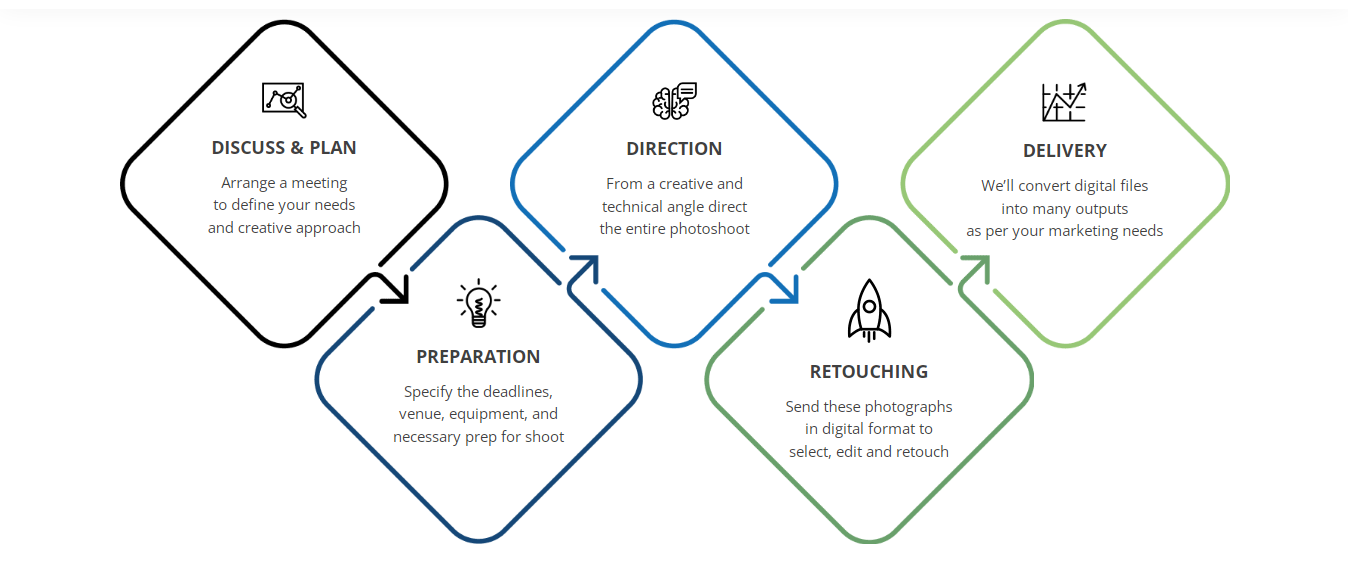 DISCUSS & PLAN
Arrange a meeting
to define your needs
and creative approach
PREPARATION
Specify the deadlines,
venue, equipment, and
necessary prep for shoot
DIRECTION
From a creative and
technical angle direct
the entire photoshoot
RETOUCHING
Send these photographs
in digital format to
select, edit and retouch
DELIVERY
We’ll convert digital files
into many outputs
as per your marketing needs